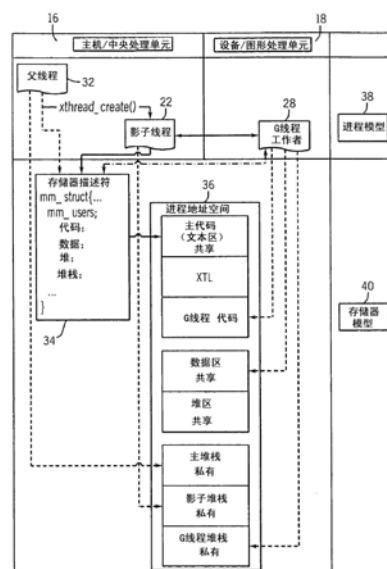 16
18
主机/中央处理单元
设备/图形处理单元
父线程
32
xthread_create()
22
影子线程
28
G线程
工作者
38
进程模型
存储器描述符
mm_struct{...
mm_users;
代码；
数据；
堆；
堆栈；
...
}
34
36
进程地址空间
主代码
（文本区）
共享
XTL
G线程 代码
数据区
共享
堆区
共享
主堆栈
私有
影子堆栈
私有
G线程堆栈
私有
40
存储器
模型